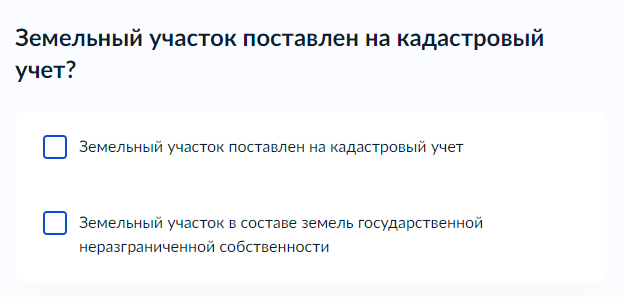 Земельный участок поставлен на кадастровый
учет?
Земельный участок поставлен на кадастровый учет
Земельный участок в составе земель государственной
неразграниченной собственности